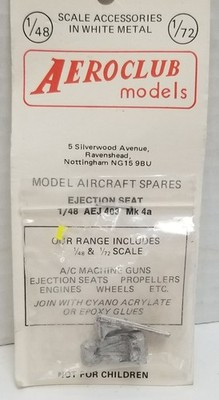 1/48
SCALE ACCESSORIES
IN WHITE METAL
1/72
AEROCLUB
models
5 Silverwood Avenue,
Ravenshead,
Nottingham NG15 9BU
MODEL AIRCRAFT SPARES
EJECTION SEAT
1/48 AEJ 403 Mk 4a
OUR RANGE INCLUDES
1/48 & 1/72 SCALE
A/C MACHINE GUNS
EJECTION SEATS PROPELLERS
ENGINES WHEELS ETC.
JOIN WITH CYANO ACRYLATE
OR EPOXY GLUES
NOT FOR CHILDREN